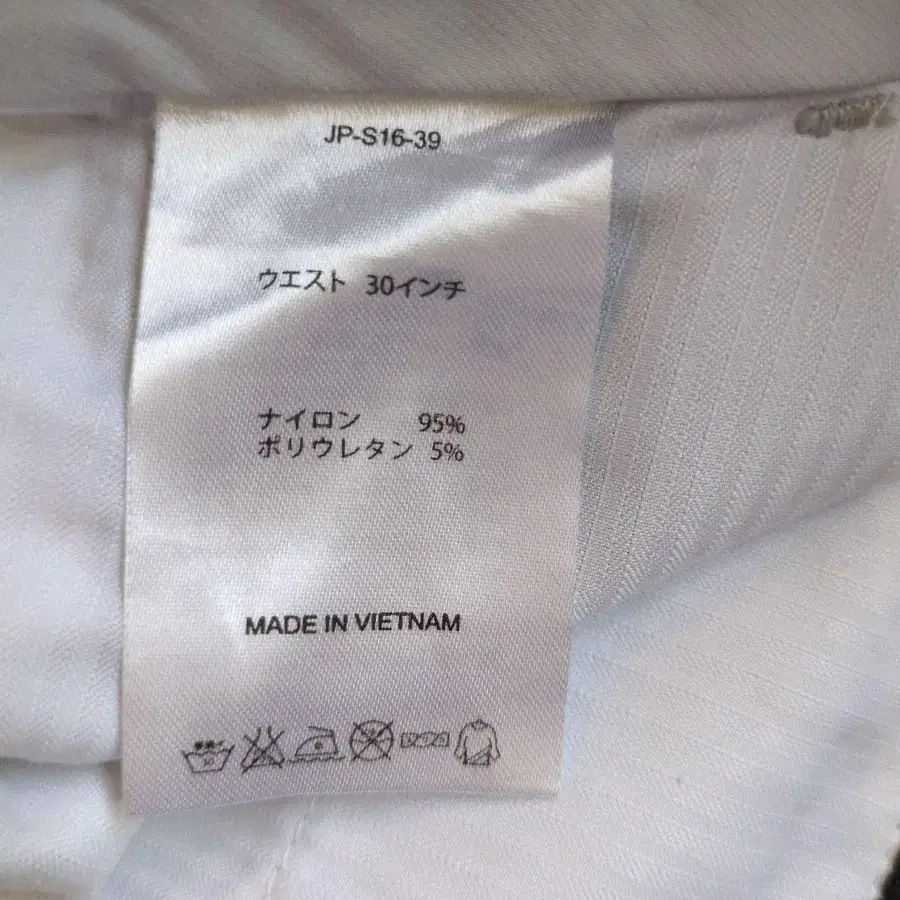 JP-S16-39
ウエスト 30インチ
ナイロン 95%
ポリウレタン 5%
MADE IN VIETNAM